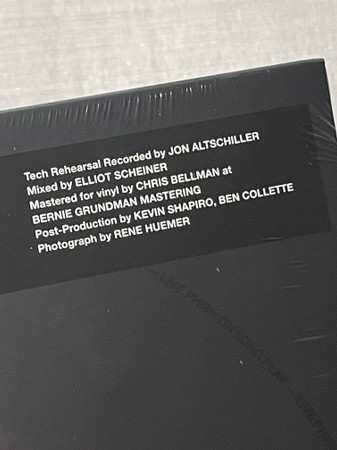 Tech Rehearsal Recorded by JON ALTSCHILLER
Mixed by ELLIOT SCHEINER
Mastered for vinyl by CHRIS BELLMAN at
BERNIE GRUNDMAN MASTERING
Post-Production by KEVIN SHAPIRO, BEN COLLETTE
Photograph by RENE HUEMER